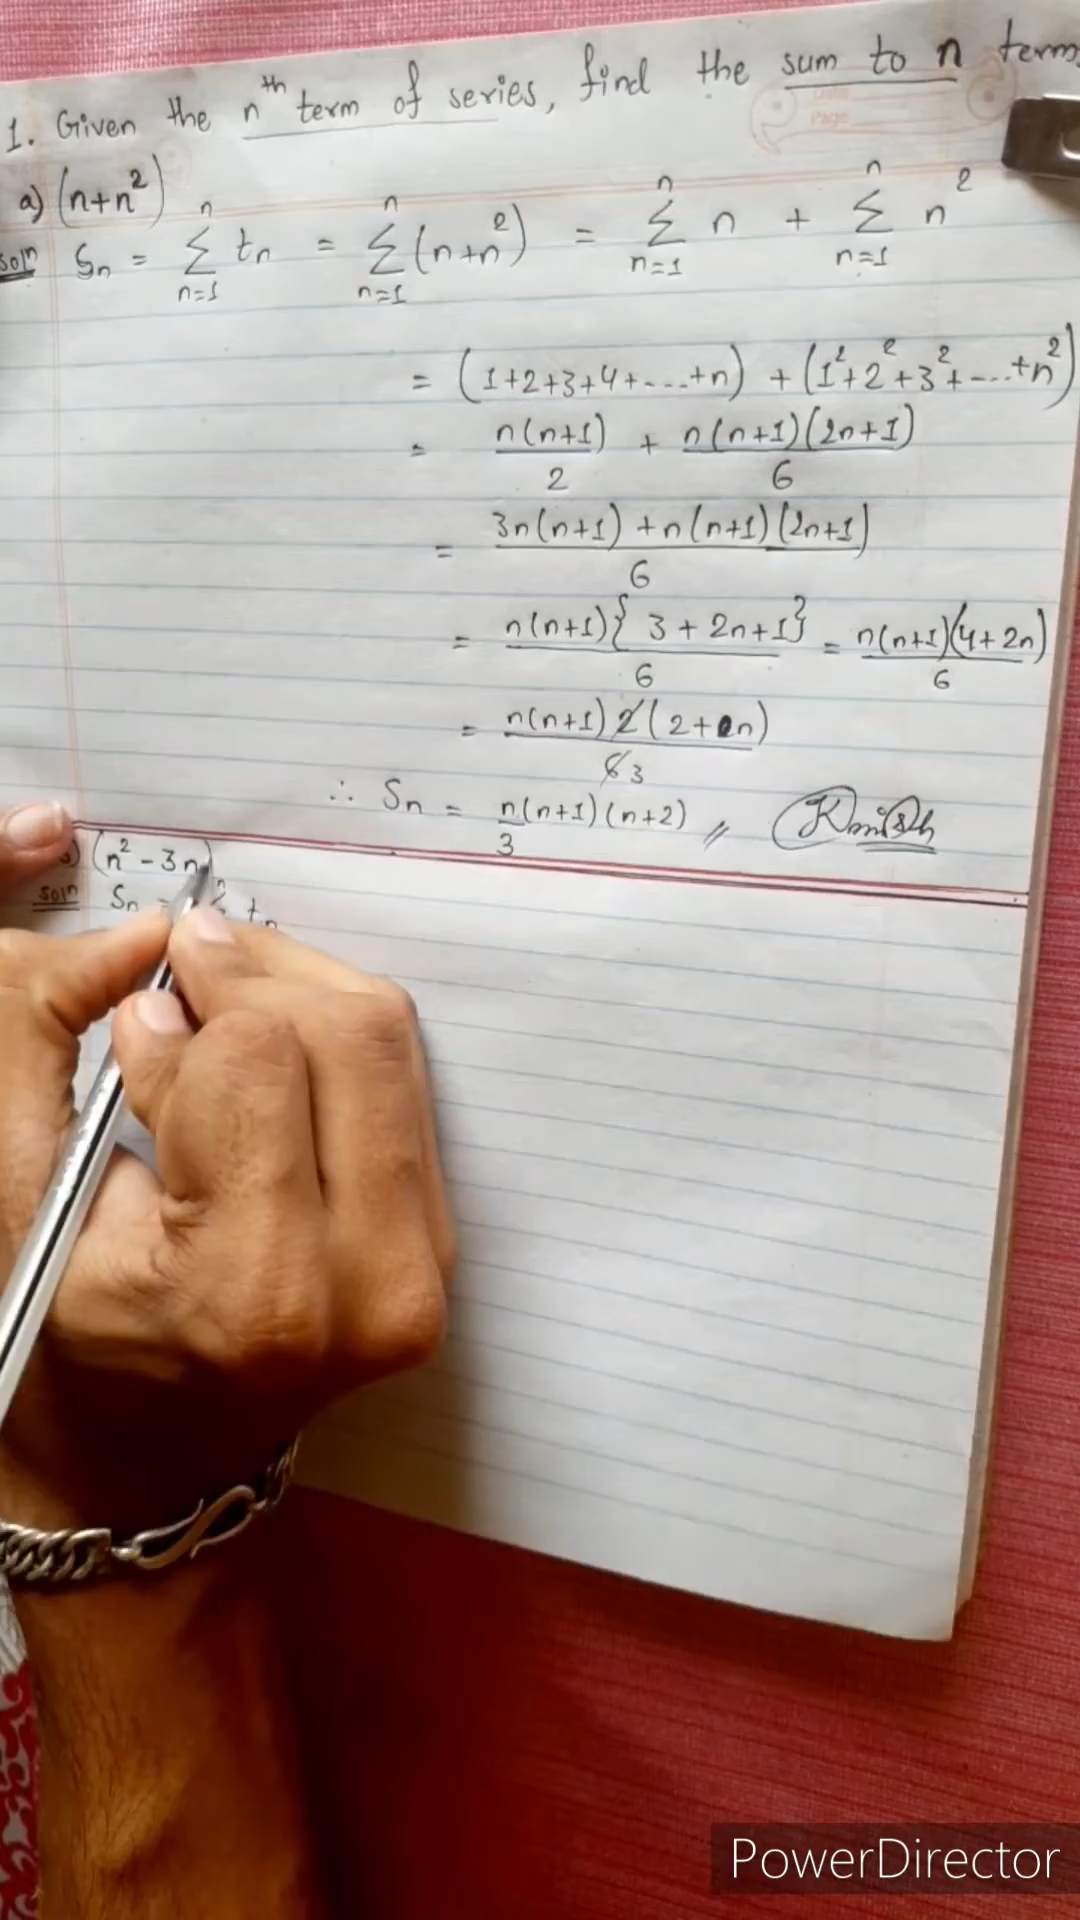 1. Given the nth term of series, find the sum to n term
a) (n+n²)
Soln Sn = n Σ n=1 tn = n Σ n=1 (n+n²) = n Σ n=1 n + n Σ n=1 n²
= (1+2+3+4+-...+n) + (1²+2²+3²+-...+n²)
= n(n+1)/2 + n(n+1)(2n+1)/6
= 3n(n+1)+n(n+1)(2n+1)/6
= n(n+1){3+2n+1}/6 = n(n+1)(4+2n)/6
= n(n+1)2(2+n)/6 3
∴ Sn = n/3 (n+1)(n+2) //
(n²-3n)
Soln Sn = tn
PowerDirector